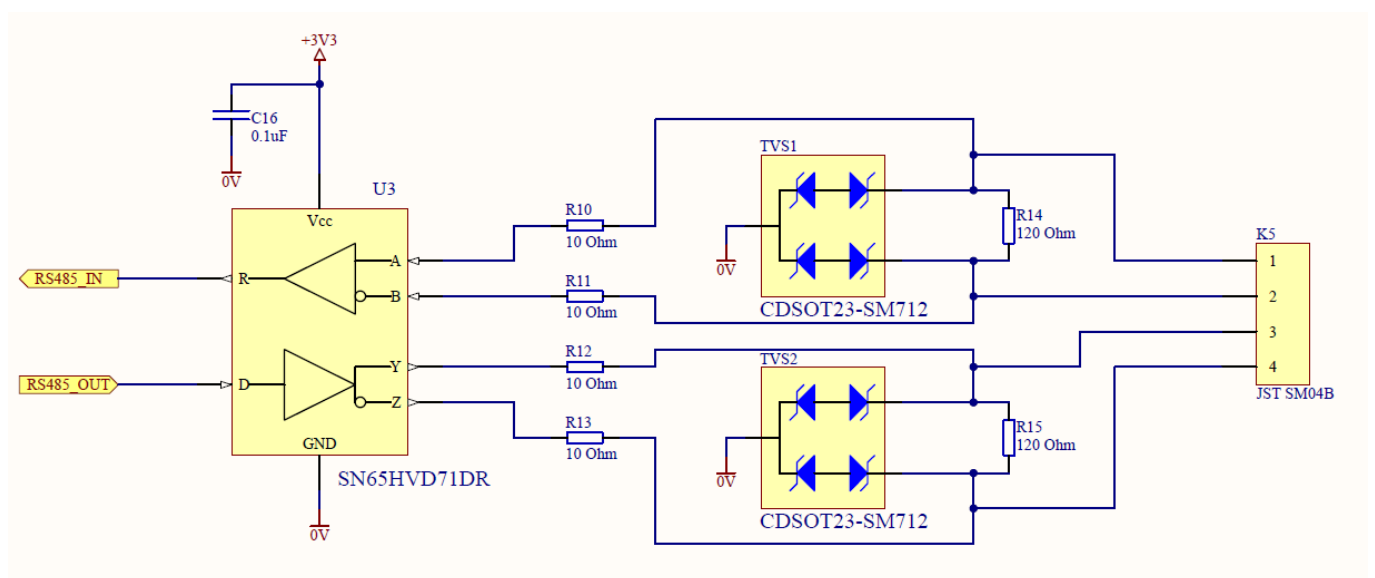 +3V3
C16
0.1uF
0V
U3
Vcc
RS485_IN
R
A
B
RS485_OUT
D
Y
Z
GND
SN65HVD71DR
0V
R10
10 Ohm
R11
10 Ohm
R12
10 Ohm
R13
10 Ohm
TVS1
0V
CDSOT23-SM712
TVS2
0V
CDSOT23-SM712
R14
120 Ohm
R15
120 Ohm
K5
1
2
3
4
JST SM04B